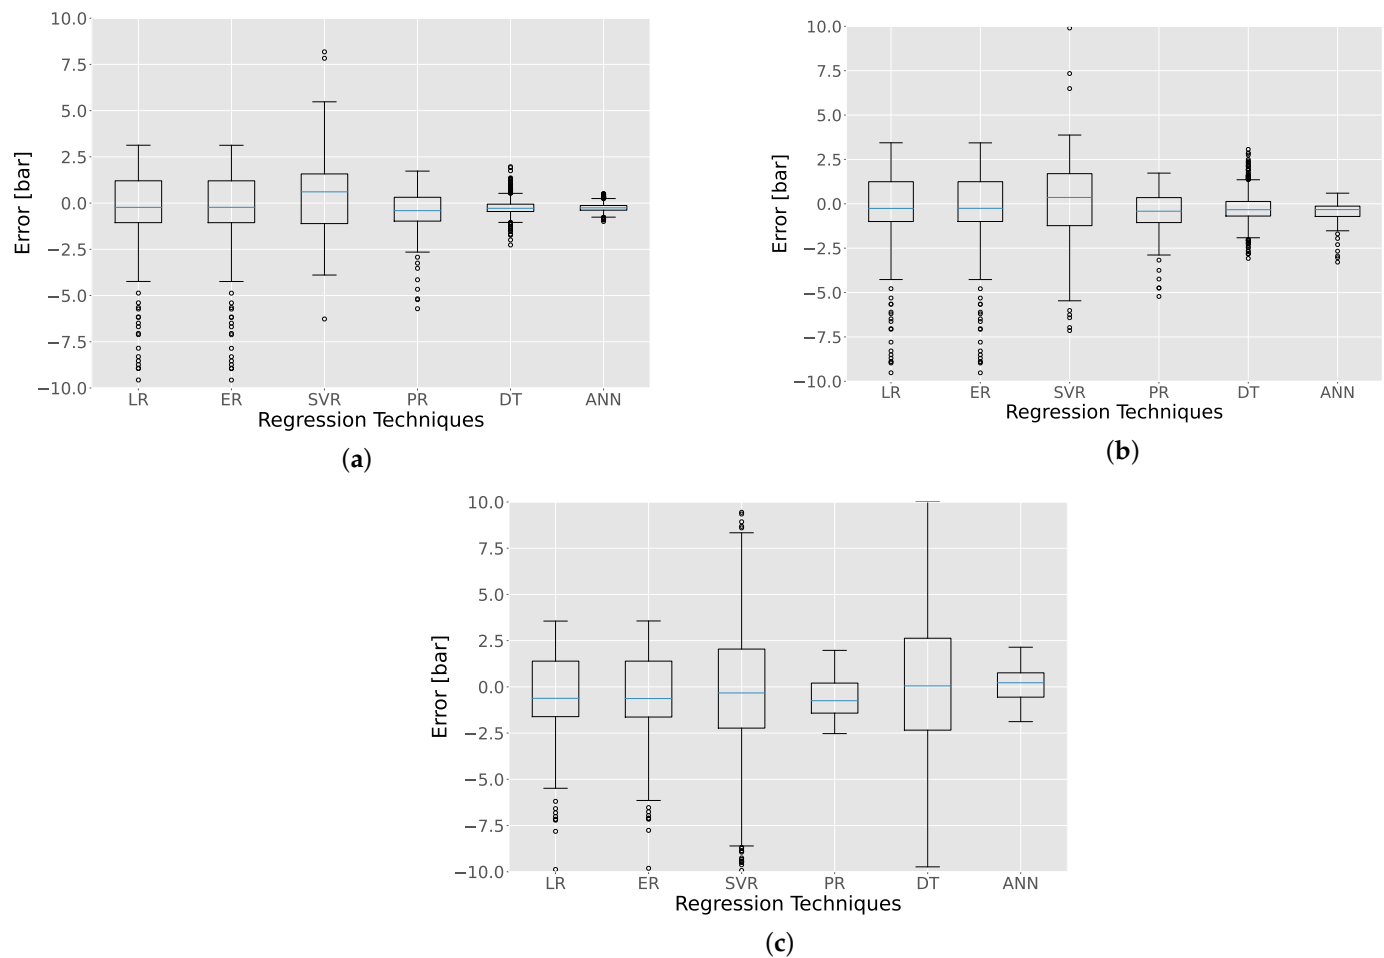 10.0
7.5
5.0
2.5
0.0
−2.5
−5.0
−7.5
−10.0
Error [bar]
LR ER SVR PR DT ANN
Regression Techniques
(a)
10.0
7.5
5.0
2.5
0.0
−2.5
−5.0
−7.5
−10.0
Error [bar]
LR ER SVR PR DT ANN
Regression Techniques
(b)
10.0
7.5
5.0
2.5
0.0
−2.5
−5.0
−7.5
−10.0
Error [bar]
LR ER SVR PR DT ANN
Regression Techniques
(c)